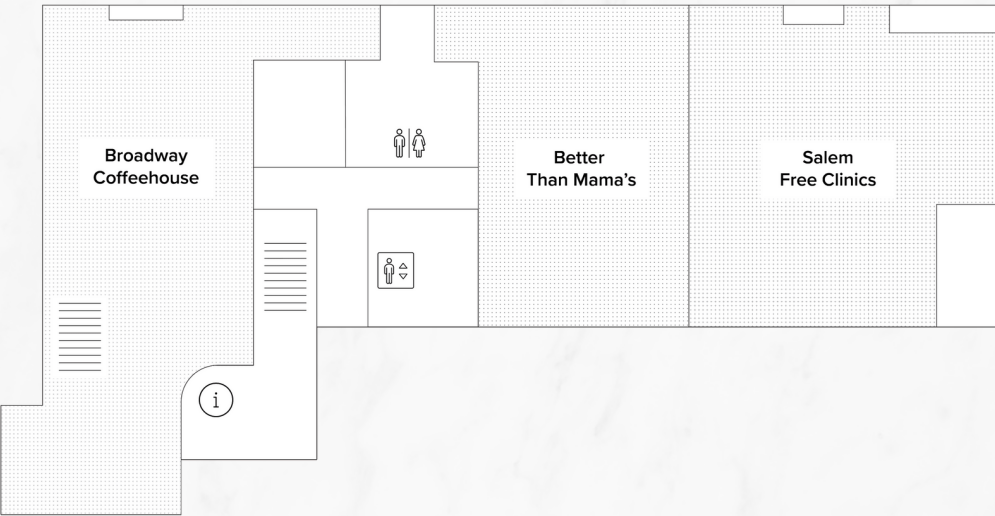 Broadway
Coffeehouse
Better
Than Mama's
Salem
Free Clinics
i